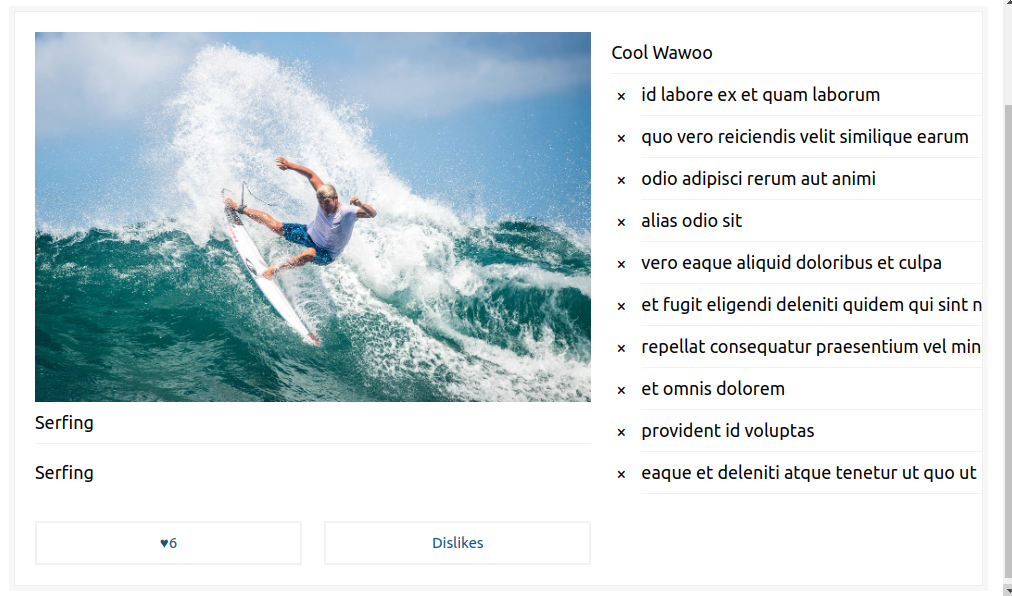 Serfing
Serfing
♥6
Dislikes
Cool Wawoo
× id labore ex et quam laborum
× quo vero reiciendis velit similique earum
× odio adipisci rerum aut animi
× alias odio sit
× vero eaque aliquid doloribus et culpa
× et fugit eligendi deleniti quidem qui sint n
× repellat consequatur praesentium vel min
× et omnis dolorem
× provident id voluptas
× eaque et deleniti atque tenetur ut quo ut